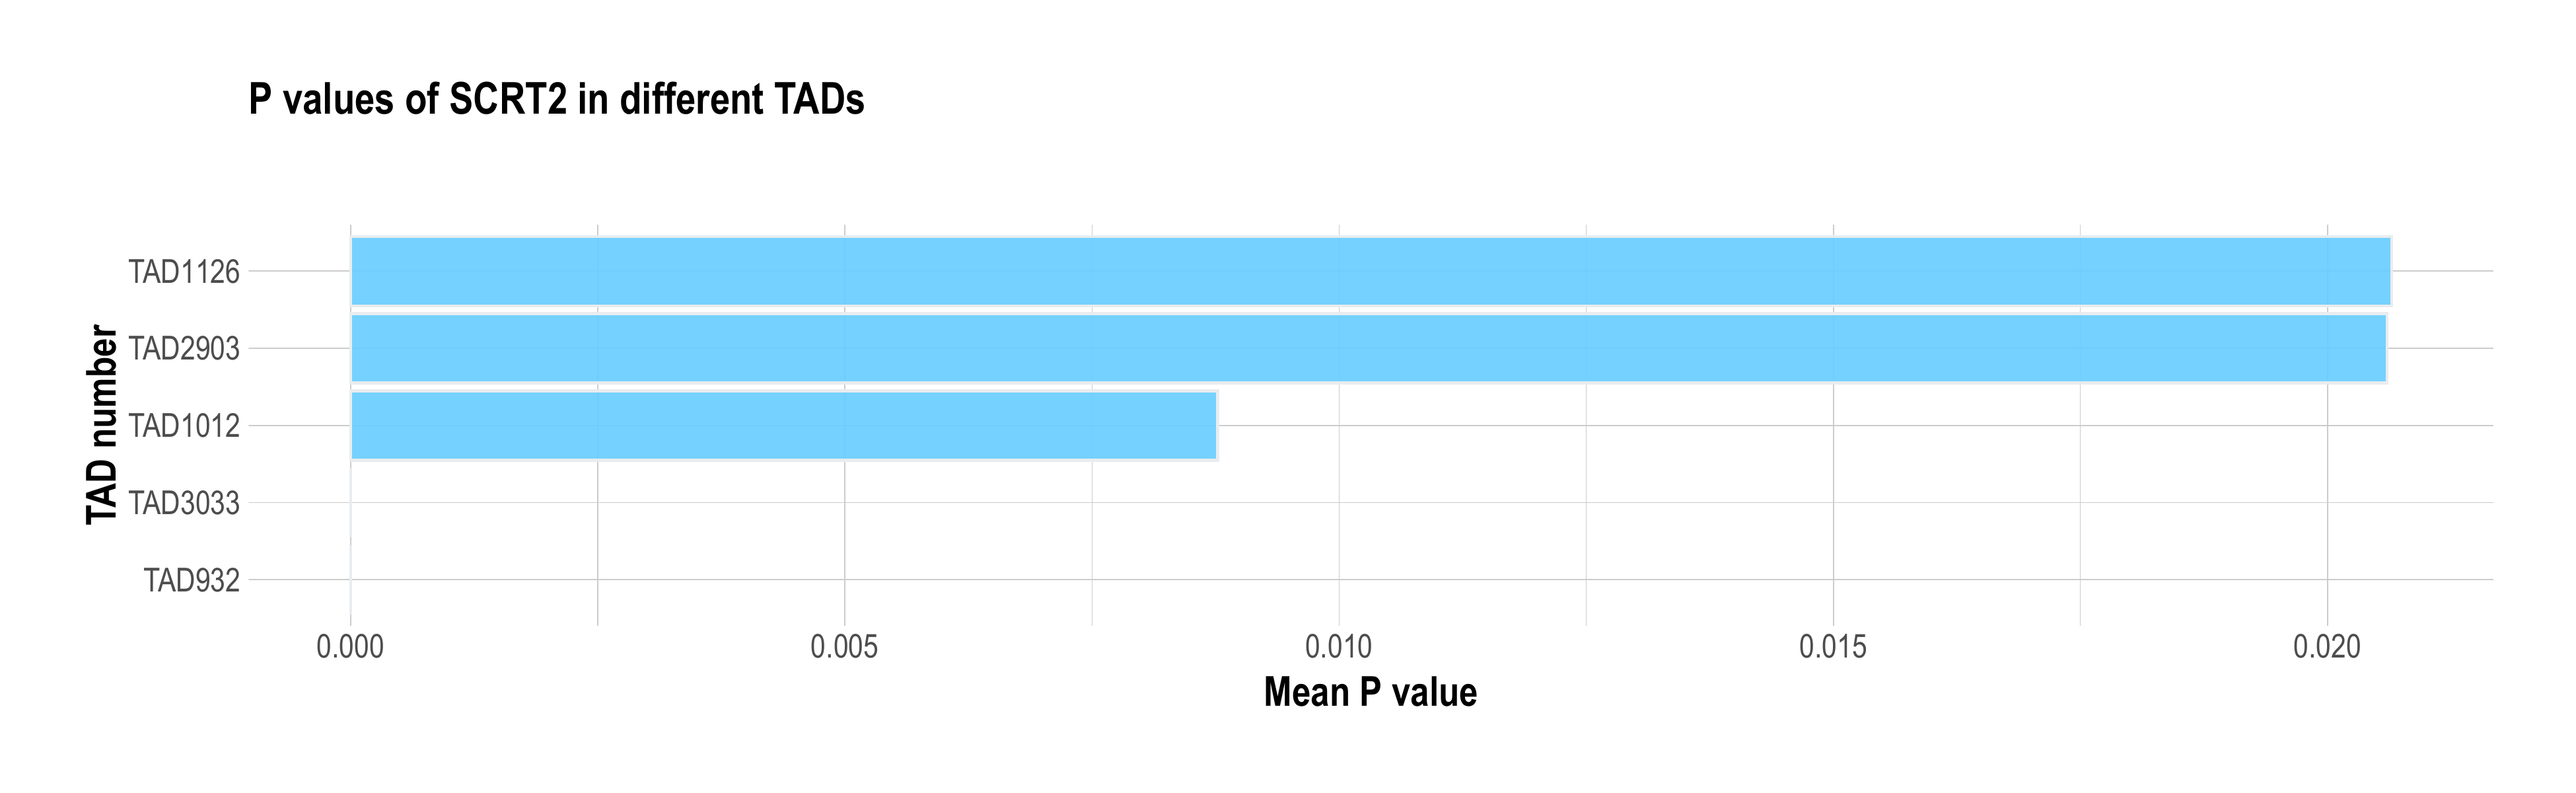 P values of SCRT2 in different TADs
TAD number
TAD1126
TAD2903
TAD1012
TAD3033
TAD932
0.000 0.005 0.010 0.015 0.020
Mean P value